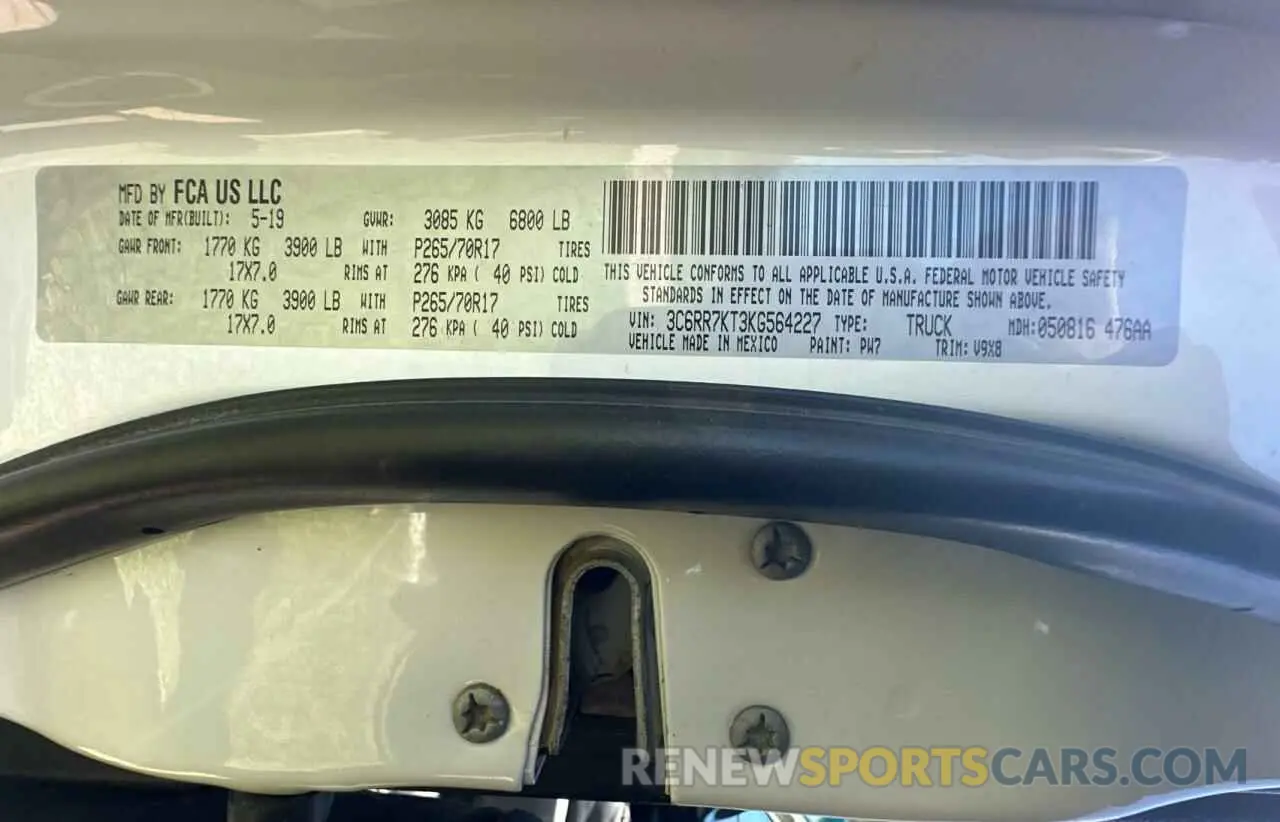 MFD BY FCA US LLC
DATE OF MFR(BUILT): 5-19 GVWR: 3085 KG 6800 LB
GAWR FRONT: 1770 KG 3900 LB WITH P265/70R17 TIRES
17X7.0 RIMS AT 276 KPA ( 40 PSI) COLD
GAWR REAR: 1770 KG 3900 LB WITH P265/70R17 TIRES
17X7.0 RIMS AT 276 KPA ( 40 PSI) COLD
THIS VEHICLE CONFORMS TO ALL APPLICABLE U.S.A. FEDERAL MOTOR VEHICLE SAFETY
STANDARDS IN EFFECT ON THE DATE OF MANUFACTURE SHOWN ABOVE.
VIN: 3C6RR7KT3KG564227 TYPE: TRUCK MDH:050816 476AA
VEHICLE MADE IN MEXICO PAINT: PW7 TRIM: V9X8
RENEWSPORTSCARS.COM